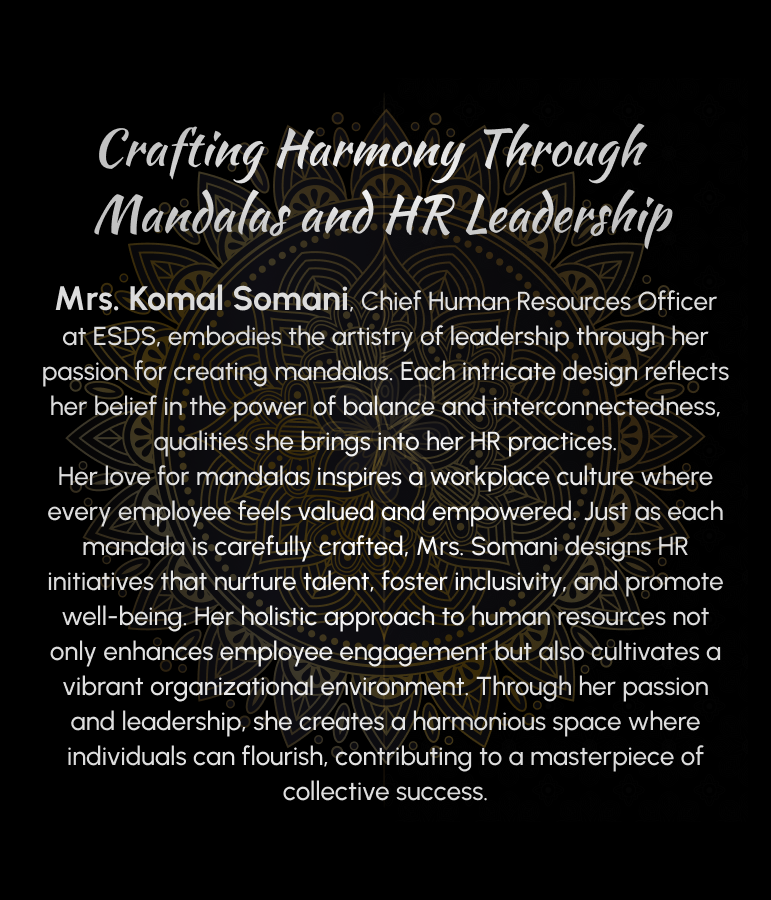 Crafting Harmony Through
Mandalas and HR Leadership
Mrs. Komal Somani, Chief Human Resources Officer
at ESDS, embodies the artistry of leadership through her
passion for creating mandalas. Each intricate design reflects
her belief in the power of balance and interconnectedness,
qualities she brings into her HR practices.
Her love for mandalas inspires a workplace culture where
every employee feels valued and empowered. Just as each
mandala is carefully crafted, Mrs. Somani designs HR
initiatives that nurture talent, foster inclusivity, and promote
well-being. Her holistic approach to human resources not
only enhances employee engagement but also cultivates a
vibrant organizational environment. Through her passion
and leadership, she creates a harmonious space where
individuals can flourish, contributing to a masterpiece of
collective success.